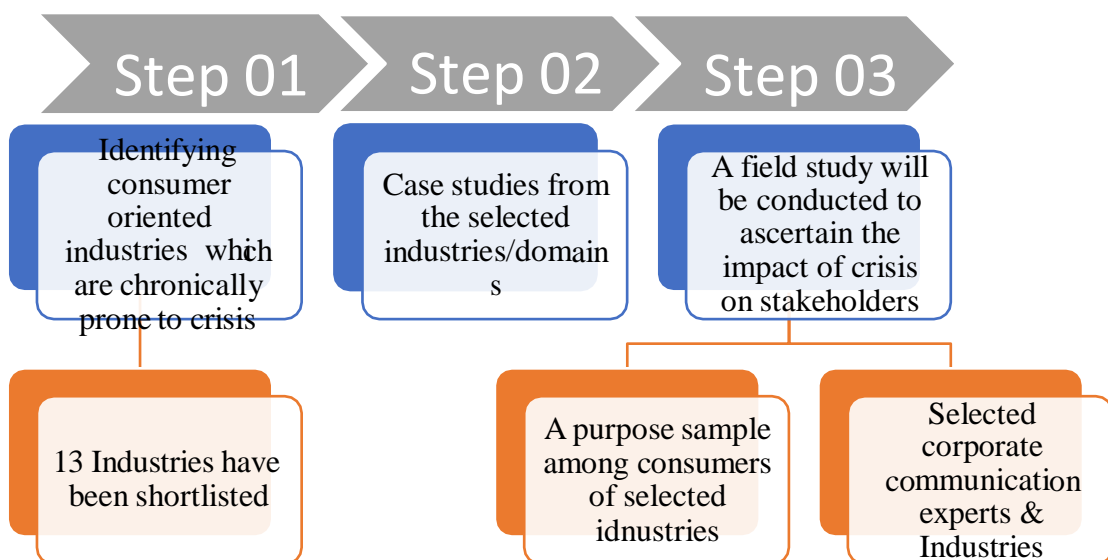 Step 01
Step 02
Step 03
Identifying
consumer
oriented
industries which
are chronically
prone to crisis
Case studies from
the selected
industries/domain
s
A field study will
be conducted to
ascertain the
impact of crisis
on stakeholders
13 Industries have
been shortlisted
A purpose sample
among consumers
of selected
idnustries
Selected
corporate
communication
experts &
Industries